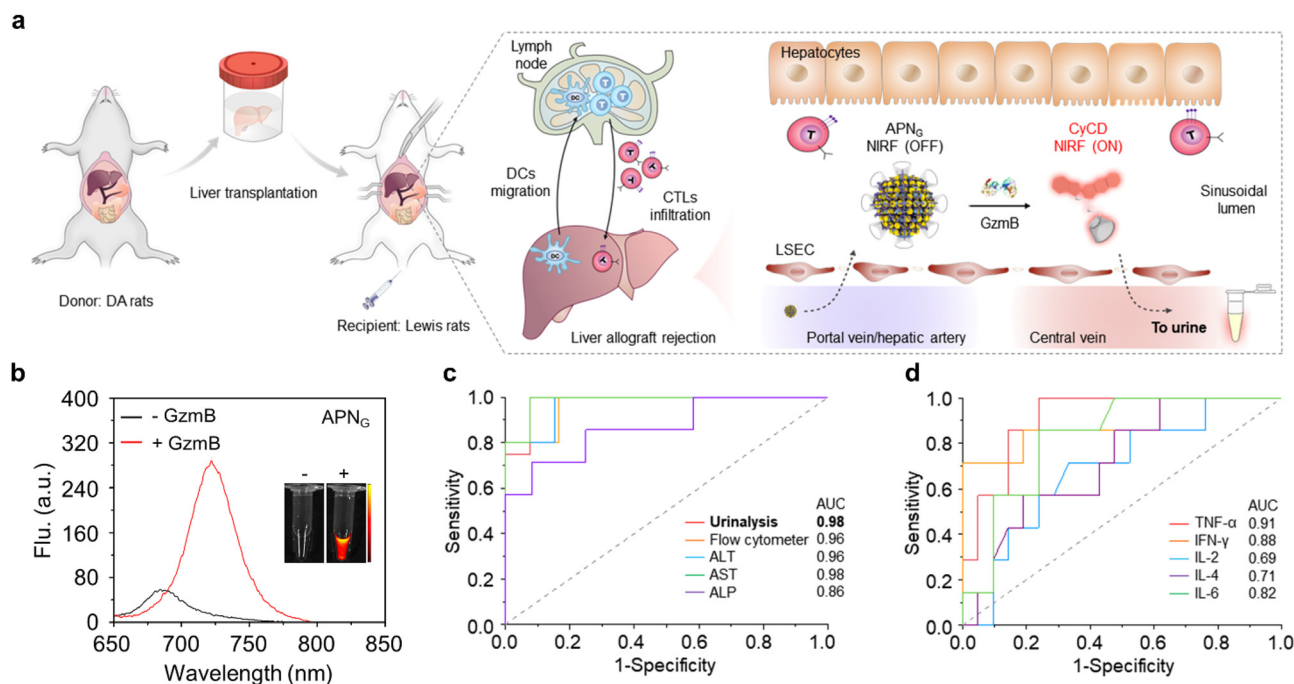 a
Lymph
node
Hepatocytes
DC
T
T
T
T
T
APN_G
NIRF (OFF)
CyCD
NIRF (ON)
DCs
migration
CTLs
infiltration
GzmB
Sinusoidal
lumen
Liver transplantation
LSEC
DC
T
Donor: DA rats
Recipient: Lewis rats
Liver allograft rejection
Portal vein/hepatic artery
Central vein
To urine
b
400
320
240
160
80
0
Flu. (a.u.)
- GzmB
+ GzmB
APN_G
-
+
650
700
750
800
850
Wavelength (nm)
c
1.0
0.8
0.6
0.4
0.2
0.0
Sensitivity
AUC
Urinalysis 0.98
Flow cytometer 0.96
ALT 0.96
AST 0.98
ALP 0.86
0.0
0.2
0.4
0.6
0.8
1.0
1-Specificity
d
1.0
0.8
0.6
0.4
0.2
0.0
Sensitivity
AUC
TNF-α 0.91
IFN-γ 0.88
IL-2 0.69
IL-4 0.71
IL-6 0.82
0.0
0.2
0.4
0.6
0.8
1.0
1-Specificity